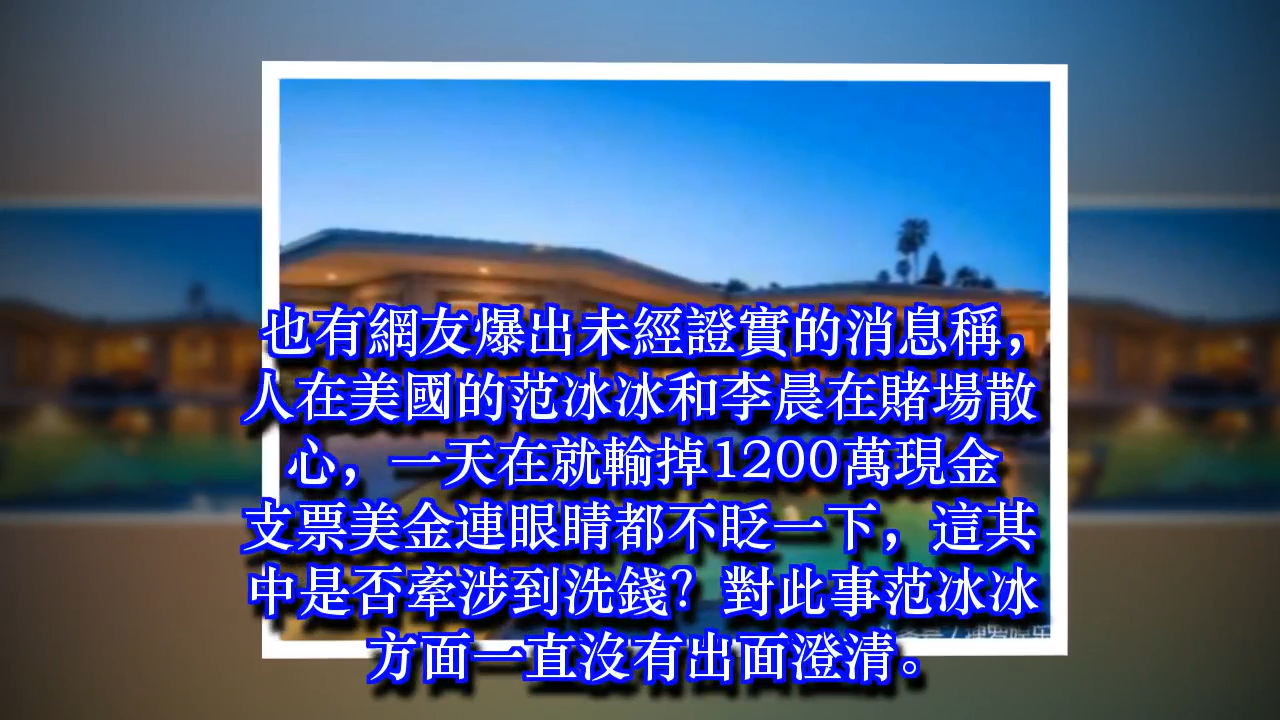 也有網友爆出未經證實的消息稱，
人在美國的范冰冰和李晨在賭場散
心，一天在就輸掉1200萬現金
支票美金連眼睛都不眨一下，這其
中是否牽涉到洗錢？對此事范冰冰
方面一直沒有出面澄清。